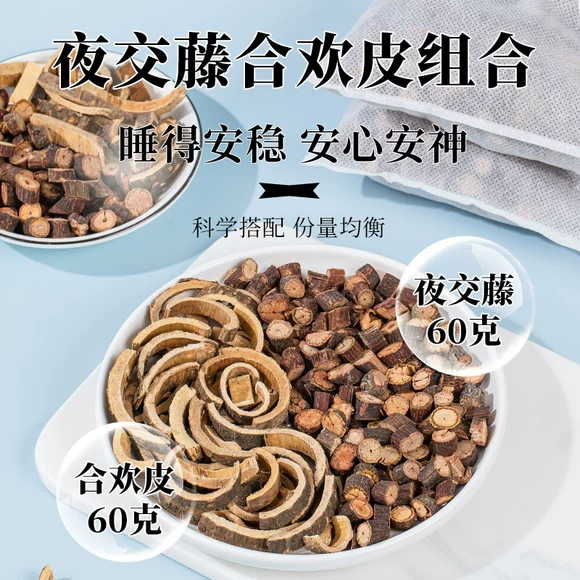 夜交藤合欢皮组合
睡得安稳 安心安神
科学搭配 份量均衡
夜交藤
60克
合欢皮
60克